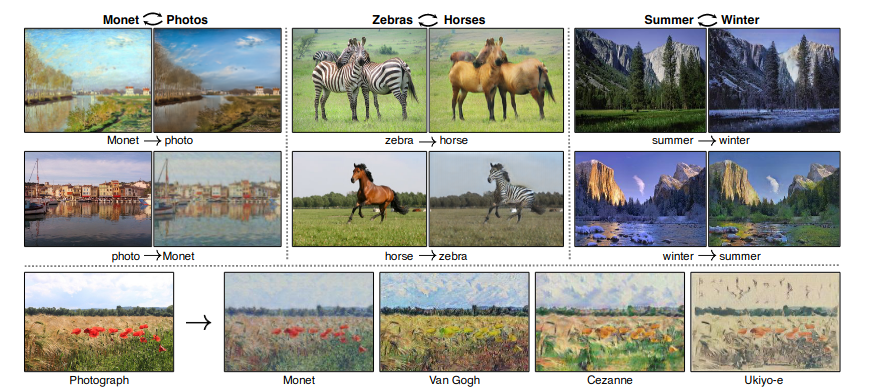 Monet ⇄ Photos
Zebras ⇄ Horses
Summer ⇄ Winter
Monet → photo
zebra → horse
summer → winter
photo → Monet
horse → zebra
winter → summer
Photograph
Monet
Van Gogh
Cezanne
Ukiyo-e